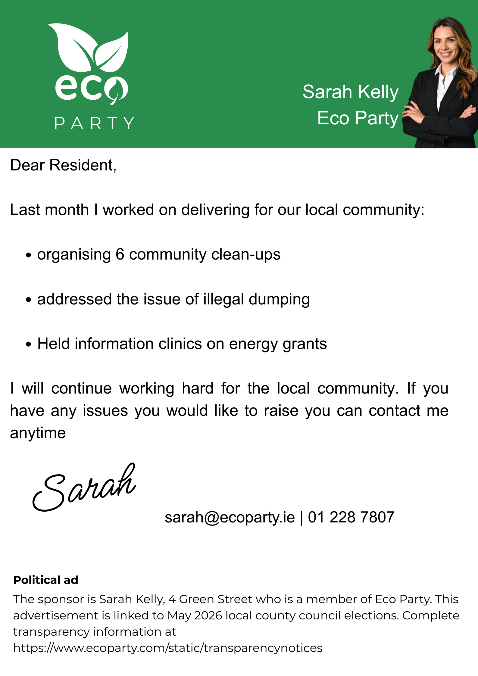 eco
PARTY
Sarah Kelly
Eco Party
Dear Resident,
Last month I worked on delivering for our local community:
• organising 6 community clean-ups
• addressed the issue of illegal dumping
• Held information clinics on energy grants
I will continue working hard for the local community. If you
have any issues you would like to raise you can contact me
anytime
Sarah
sarah@ecoparty.ie | 01 228 7807
Political ad
The sponsor is Sarah Kelly, 4 Green Street who is a member of Eco Party. This
advertisement is linked to May 2026 local county council elections. Complete
transparency information at
https://www.ecoparty.com/static/transparencynotices